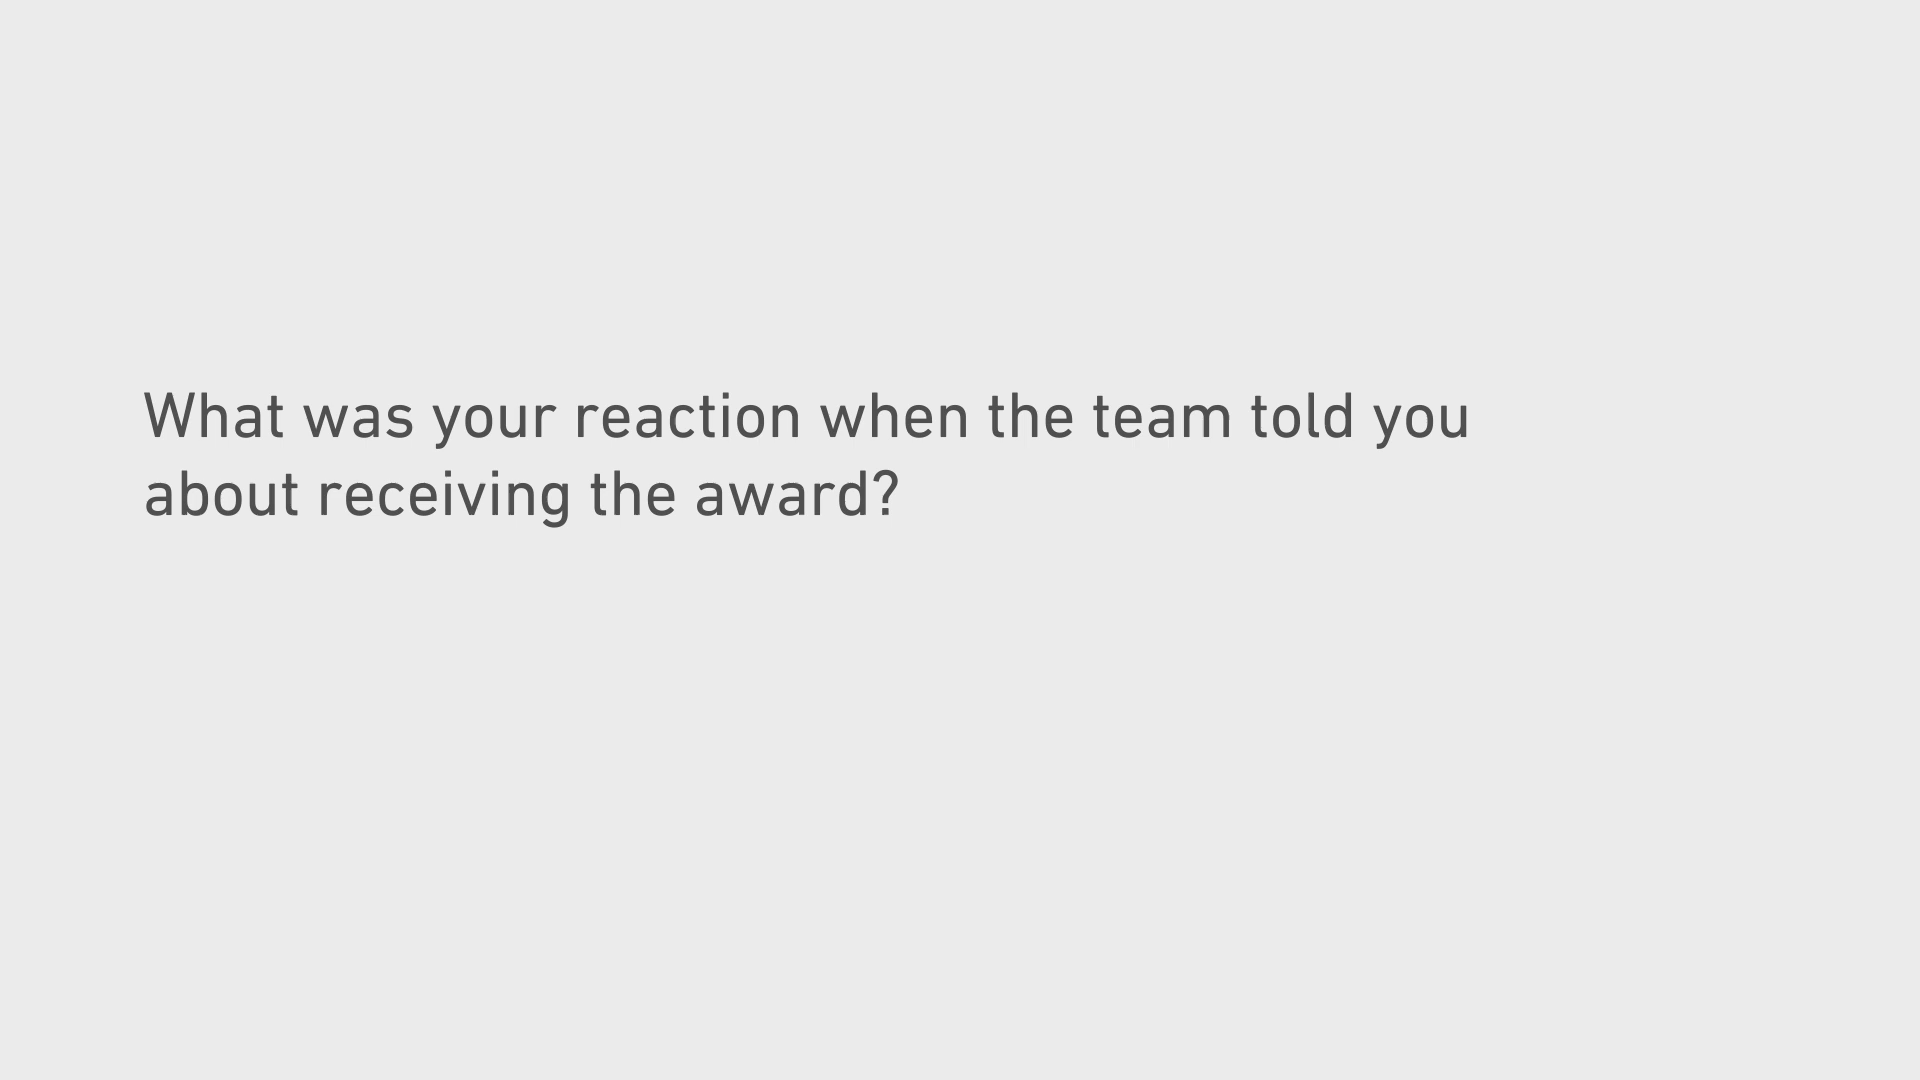 What was your reaction when the team told you
about receiving the award?